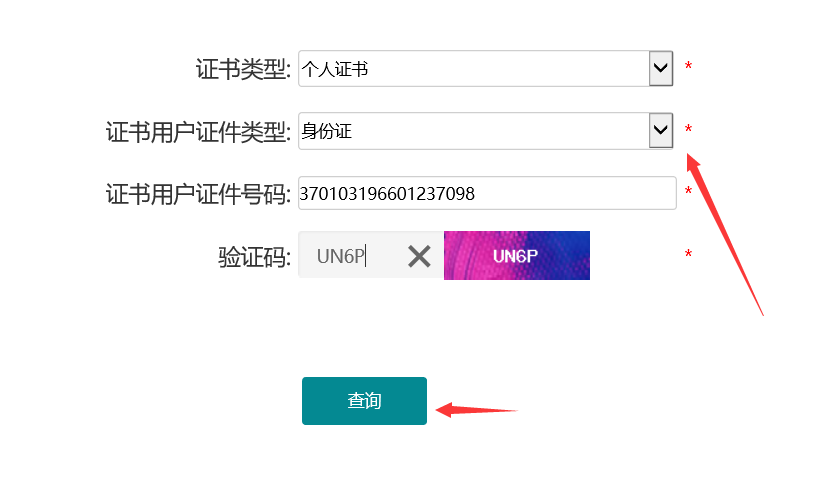 证书类型: 个人证书 *
证书用户证件类型: 身份证 *
证书用户证件号码: 370103196601237098 *
验证码: UN6P UN6P *
查询